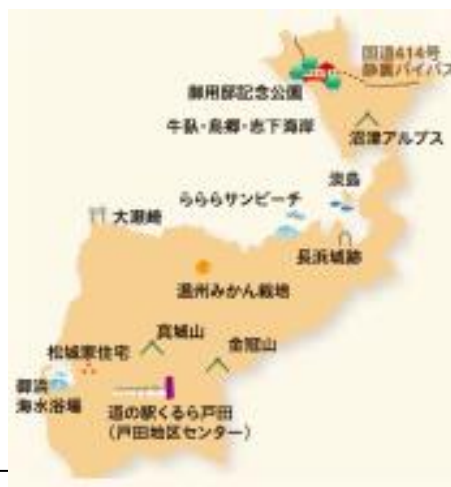 国道414号
静浦バイパス
御用邸記念公園
牛臥・島郷・志下海岸
沼津アルプス
淡島
らららサンビーチ
大瀬崎
長浜城跡
温州みかん栽培
真城山
金冠山
松城家住宅
御浜
海水浴場
道の駅くるら戸田
(戸田地区センター)